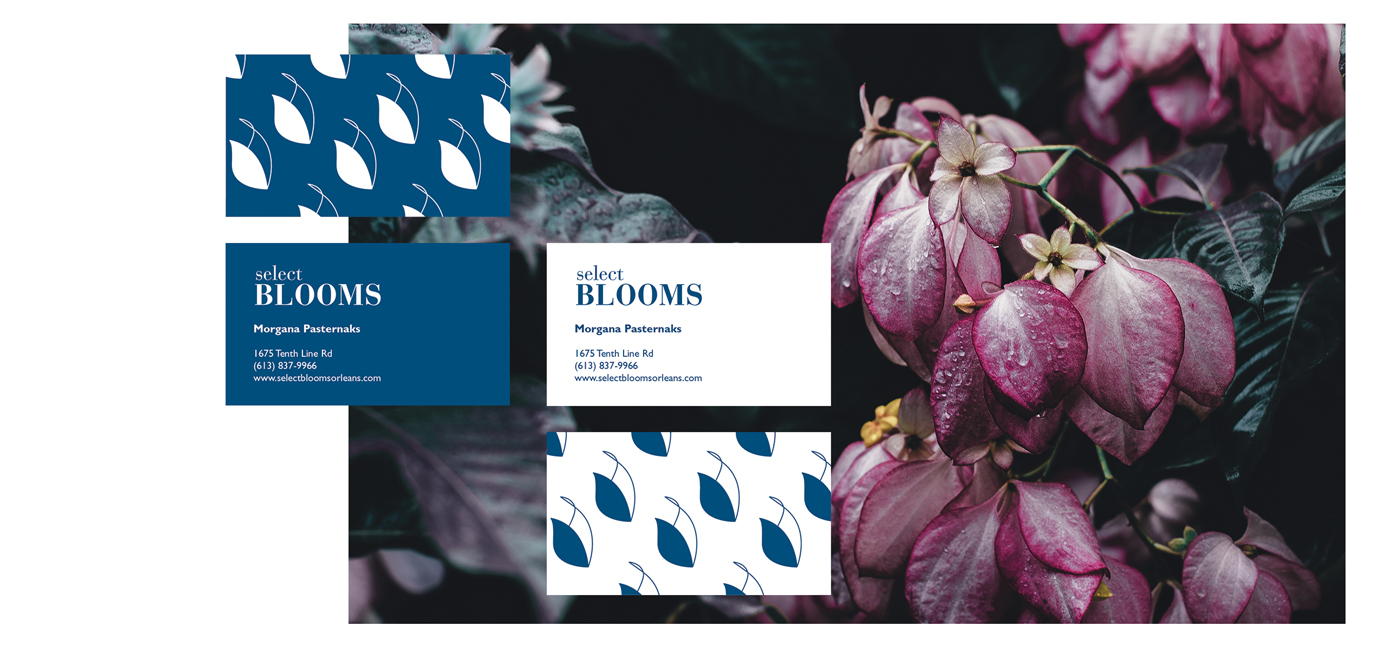 select
BLOOMS
Morgana Pasternaks
1675 Tenth Line Rd
(613) 837-9966
www.selectbloomsorleans.com
select
BLOOMS
Morgana Pasternaks
1675 Tenth Line Rd
(613) 837-9966
www.selectbloomsorleans.com